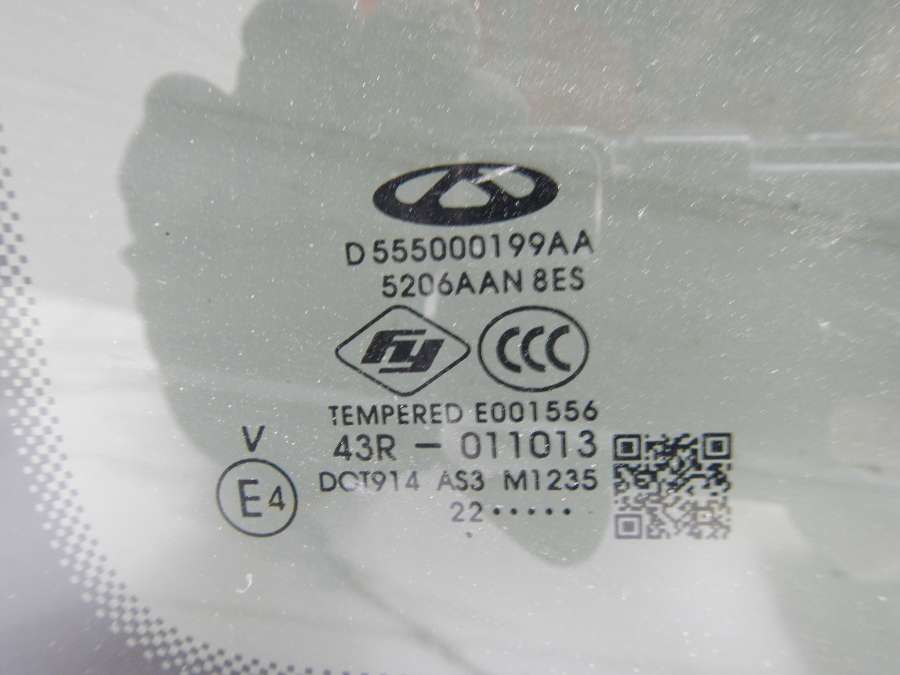 D555000199AA
5206AAN 8ES
fy CCC
TEMPERED E001556
V 43R – 011013
E4 DOT914 AS3 M1235
22·····